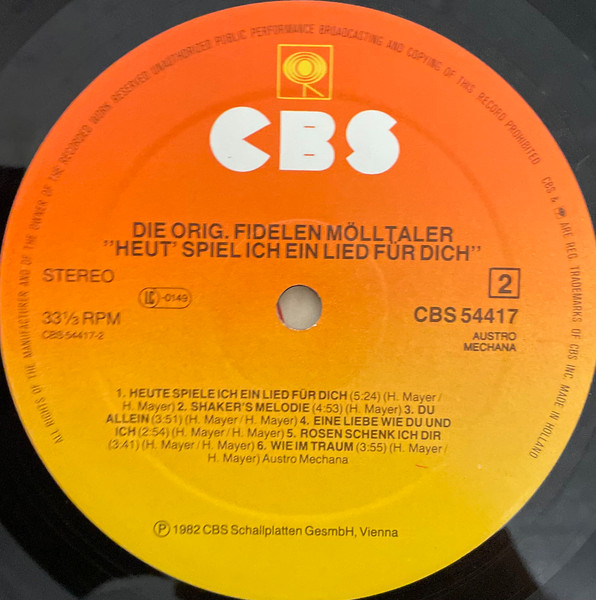 ALL RIGHTS OF THE MANUFACTURER AND OF THE OWNER OF THE RECORDED WORK RESERVED UNAUTHORIZED PUBLIC PERFORMANCE BROADCASTING AND COPYING OF THIS RECORD PROHIBITED
CBS & ARE REG. TRADEMARKS OF CBS INC. MADE IN HOLLAND
CBS
DIE ORIG. FIDELEN MÖLLTALER
"HEUT' SPIEL ICH EIN LIED FÜR DICH"
STEREO
2
LC-0149
33⅓ RPM
CBS 54417
CBS 54417-2
AUSTRO
MECHANA
1. HEUTE SPIELE ICH EIN LIED FÜR DICH (5:24) (H. Mayer/
H. Mayer) 2. SHAKER'S MELODIE (4:53) (H. Mayer) 3. DU
ALLEIN (3:51) (H. Mayer/H. Mayer) 4. EINE LIEBE WIE DU UND
ICH (2:54) (H. Mayer/H. Mayer) 5. ROSEN SCHENK ICH DIR
(3:41) (H. Mayer/H. Mayer) 6. WIE IM TRAUM (3:55) (H. Mayer/
H. Mayer) Austro Mechana
Ⓟ 1982 CBS Schallplatten GesmbH, Vienna